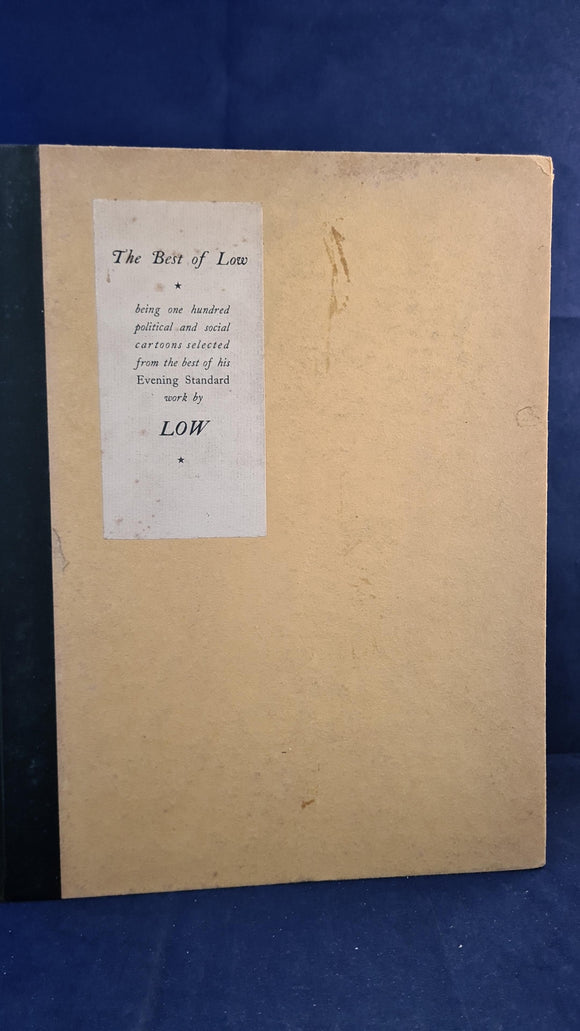 The Best of Low
★
being one hundred
political and social
cartoons selected
from the best of his
Evening Standard
work by
LOW
★